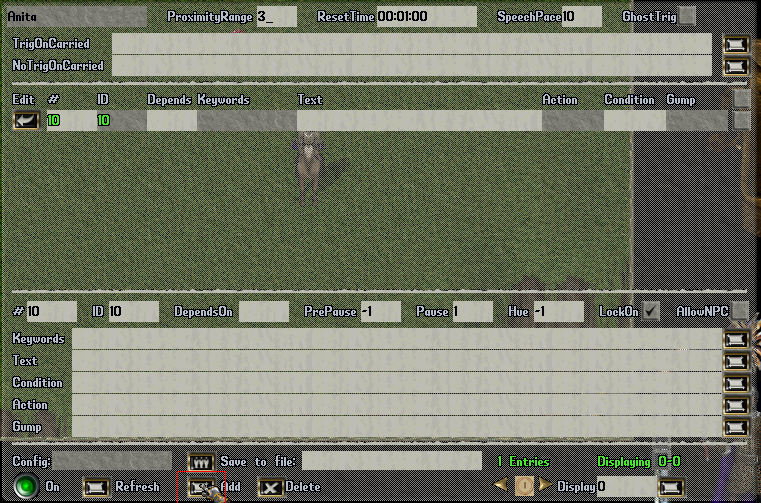 Anita ProximityRange 3_ ResetTime 00:01:00 SpeechPace 10 GhostTrig
TrigOnCarried
NoTrigOnCarried
Edit # ID Depends Keywords Text Action Condition Gump
10 10
# 10 ID 10 DependsOn PrePause -1 Pause 1 Hue -1 LockOn AllowNPC
Keywords
Text
Condition
Action
Gump
Config: Save to file: 1 Entries Displaying 0-0
On Refresh Add Delete Display 0